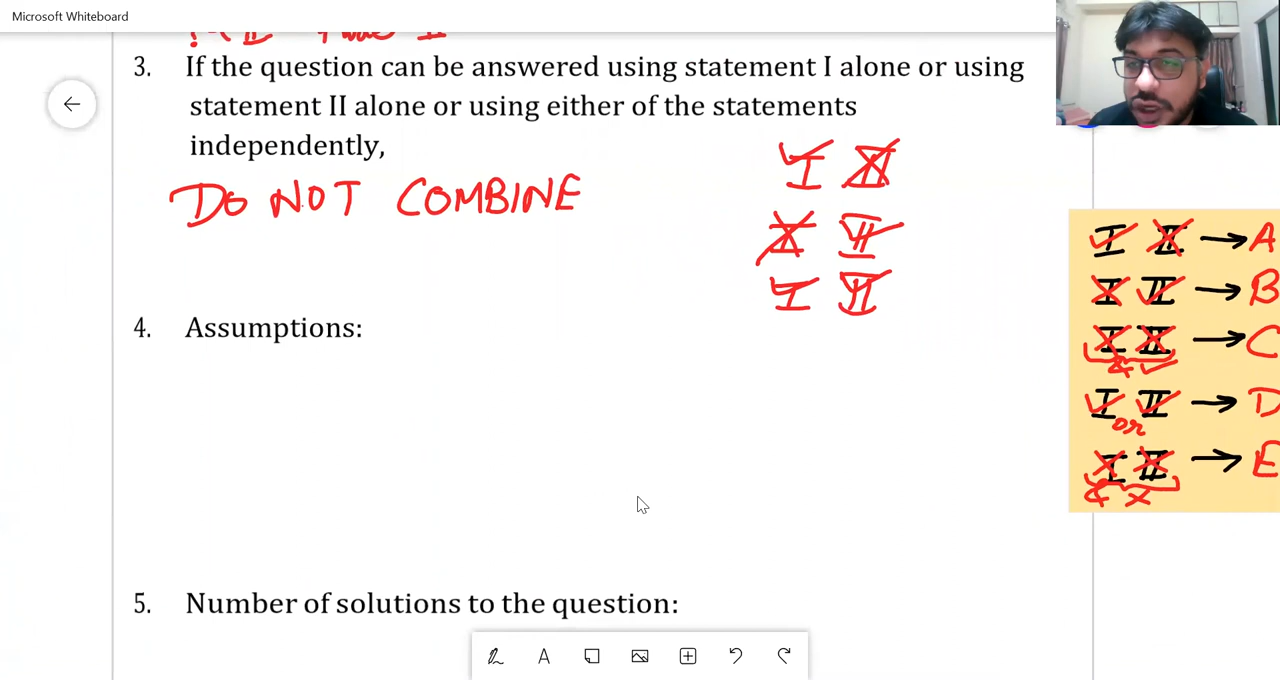 Microsoft Whiteboard
3. If the question can be answered using statement I alone or using
statement II alone or using either of the statements
independently,
DO NOT COMBINE
I II
I II
I II
4. Assumptions:
5. Number of solutions to the question:
I II → A
I II → B
I II → C
&
I II → D
or
I II → E
&
A